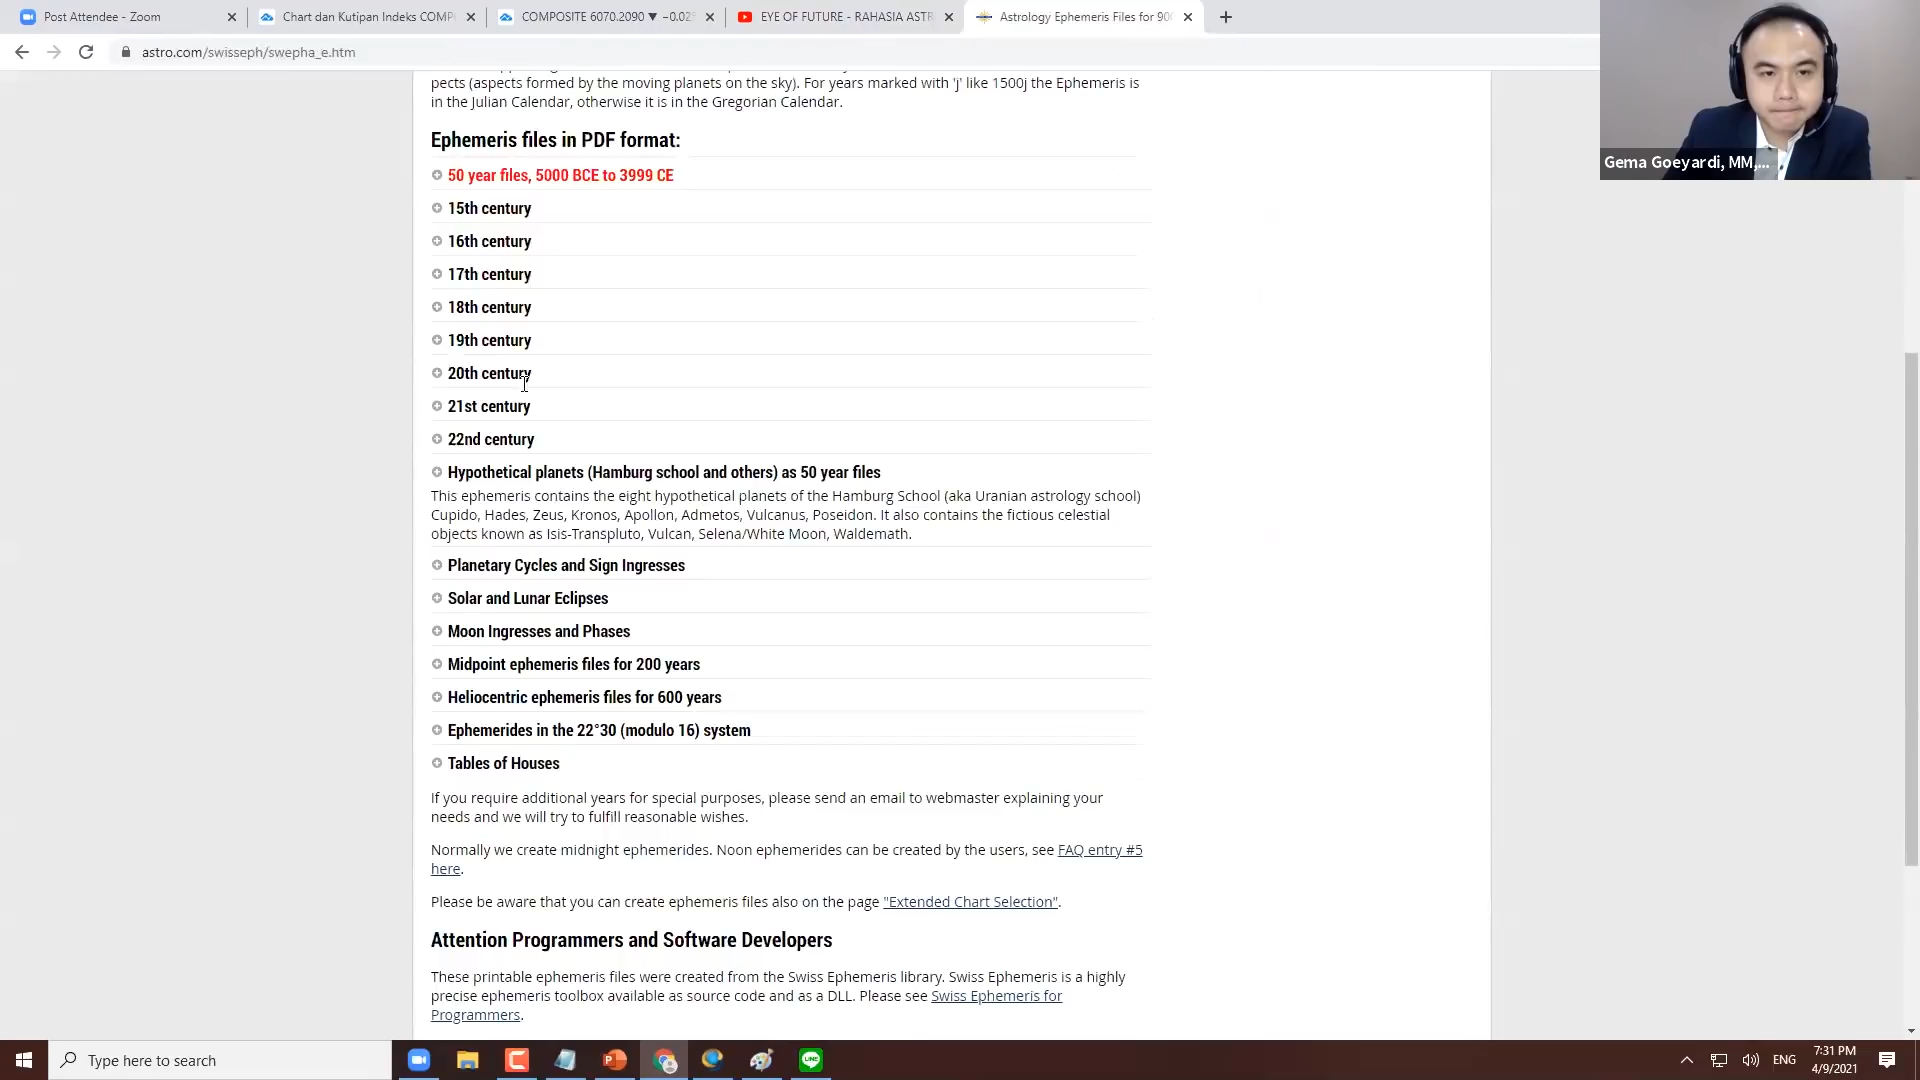 Post Attendee - Zoom
Chart dan Kutipan Indeks COMP
COMPOSITE 6070.2090 ▼ −0.02
EYE OF FUTURE - RAHASIA ASTR
Astrology Ephemeris Files for 90
astro.com/swisseph/swepha_e.htm
pects (aspects formed by the moving planets on the sky). For years marked with 'j' like 1500j the Ephemeris is
in the Julian Calendar, otherwise it is in the Gregorian Calendar.
Ephemeris files in PDF format:
50 year files, 5000 BCE to 3999 CE
15th century
16th century
17th century
18th century
19th century
20th century
21st century
22nd century
Hypothetical planets (Hamburg school and others) as 50 year files
This ephemeris contains the eight hypothetical planets of the Hamburg School (aka Uranian astrology school)
Cupido, Hades, Zeus, Kronos, Apollon, Admetos, Vulcanus, Poseidon. It also contains the fictious celestial
objects known as Isis-Transpluto, Vulcan, Selena/White Moon, Waldemath.
Planetary Cycles and Sign Ingresses
Solar and Lunar Eclipses
Moon Ingresses and Phases
Midpoint ephemeris files for 200 years
Heliocentric ephemeris files for 600 years
Ephemerides in the 22°30 (modulo 16) system
Tables of Houses
If you require additional years for special purposes, please send an email to webmaster explaining your
needs and we will try to fulfill reasonable wishes.
Normally we create midnight ephemerides. Noon ephemerides can be created by the users, see FAQ entry #5
here.
Please be aware that you can create ephemeris files also on the page "Extended Chart Selection".
Attention Programmers and Software Developers
These printable ephemeris files were created from the Swiss Ephemeris library. Swiss Ephemeris is a highly
precise ephemeris toolbox available as source code and as a DLL. Please see Swiss Ephemeris for
Programmers.
Gema Goeyardi, MM,...
Type here to search
LINE
ENG
7:31 PM
4/9/2021